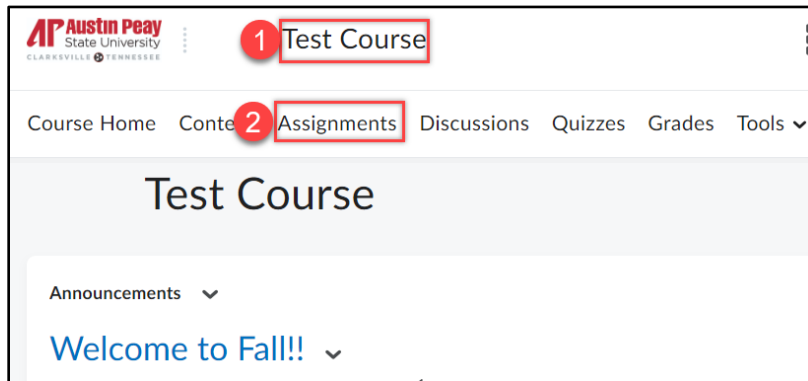 AP Austin Peay
State University
CLARKSVILLE TENNESSEE
1 Test Course
Course Home Conte 2 Assignments Discussions Quizzes Grades Tools
Test Course
Announcements
Welcome to Fall!!